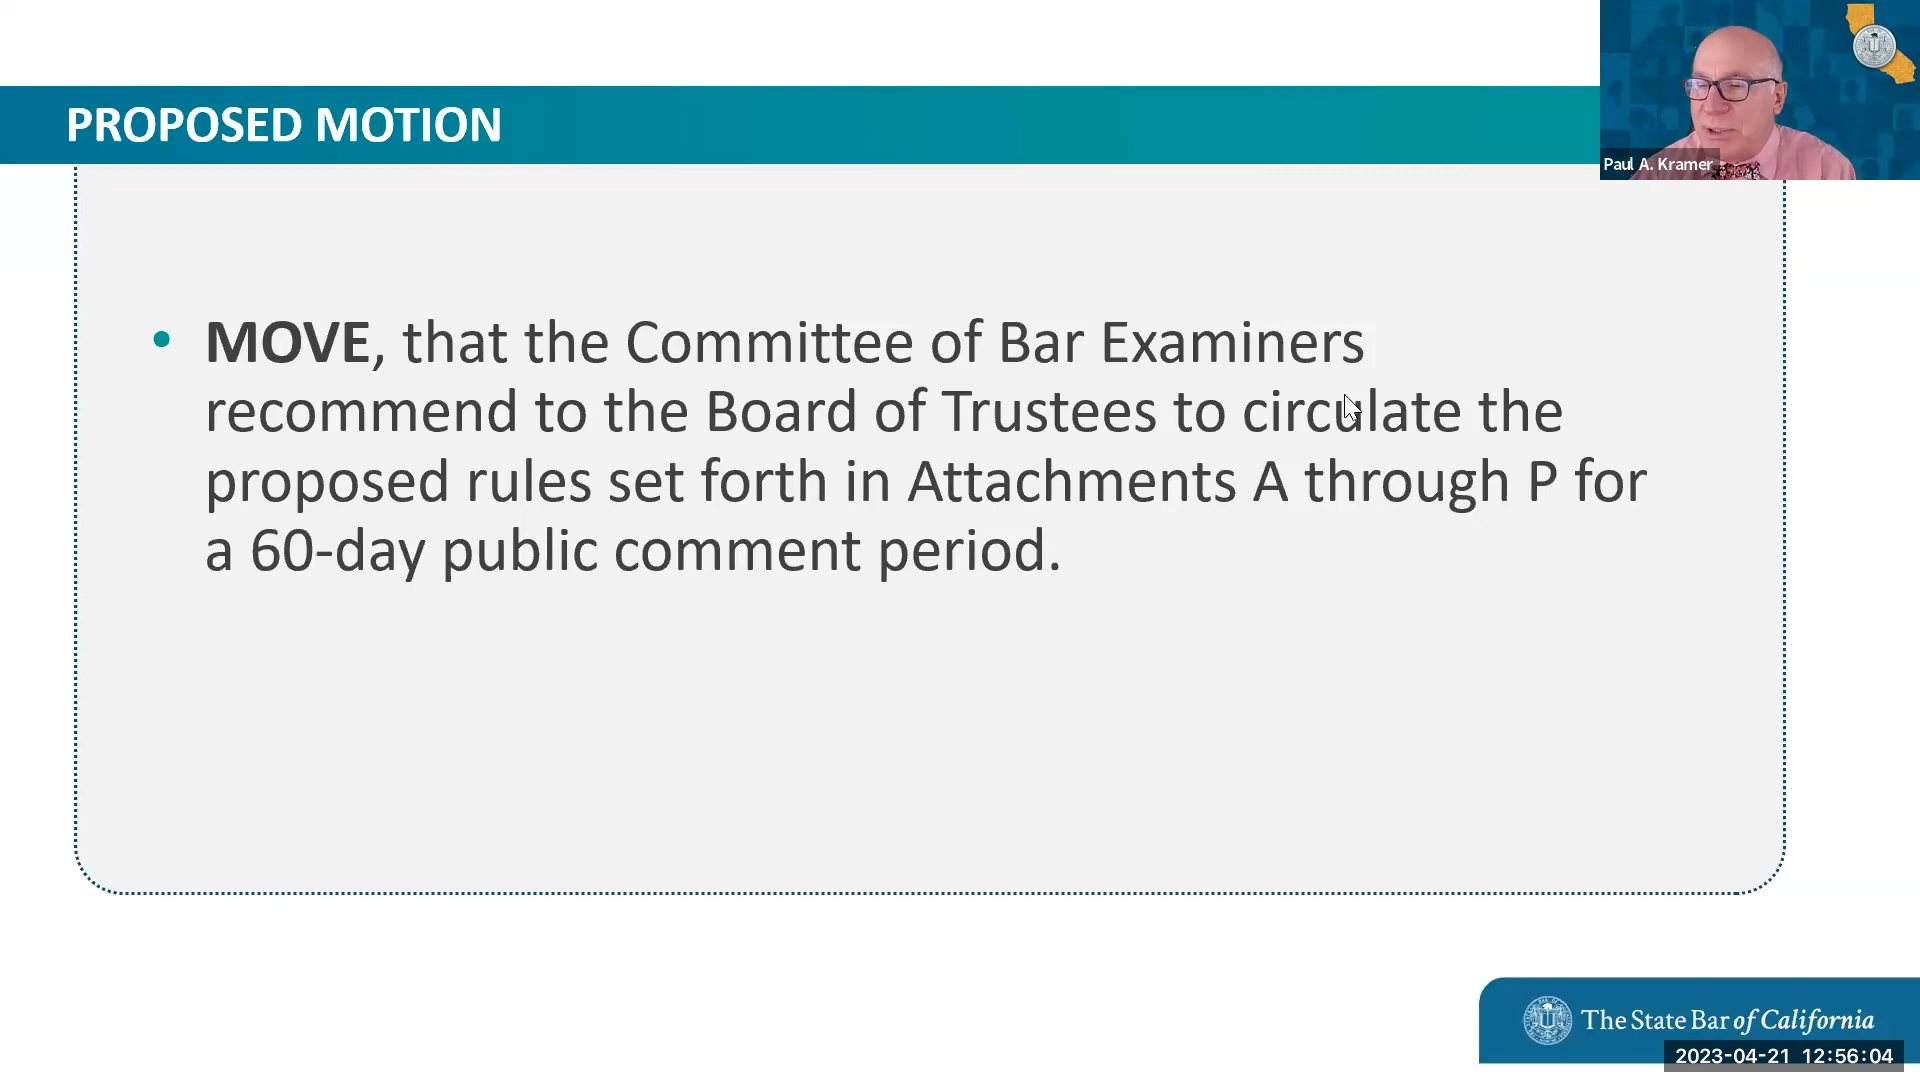 PROPOSED MOTION
Paul A. Kramer
• MOVE, that the Committee of Bar Examiners
recommend to the Board of Trustees to circulate the
proposed rules set forth in Attachments A through P for
a 60-day public comment period.
The State Bar of California
2023-04-21 12:56:04